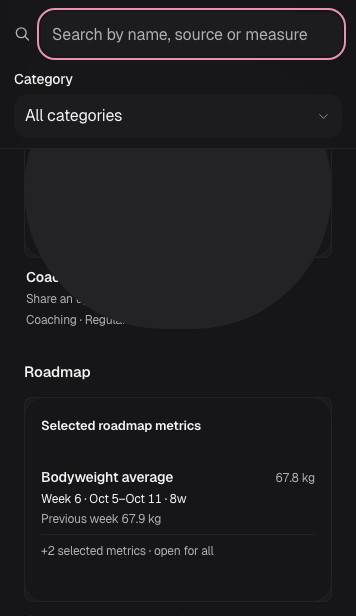 Search by name, source or measure
Category
All categories
Share an
Coaching · 
Roadmap
Selected roadmap metrics
Bodyweight average
67.8 kg
Week 6 · Oct 5–Oct 11 · 8w
Previous week 67.9 kg
+2 selected metrics · open for all